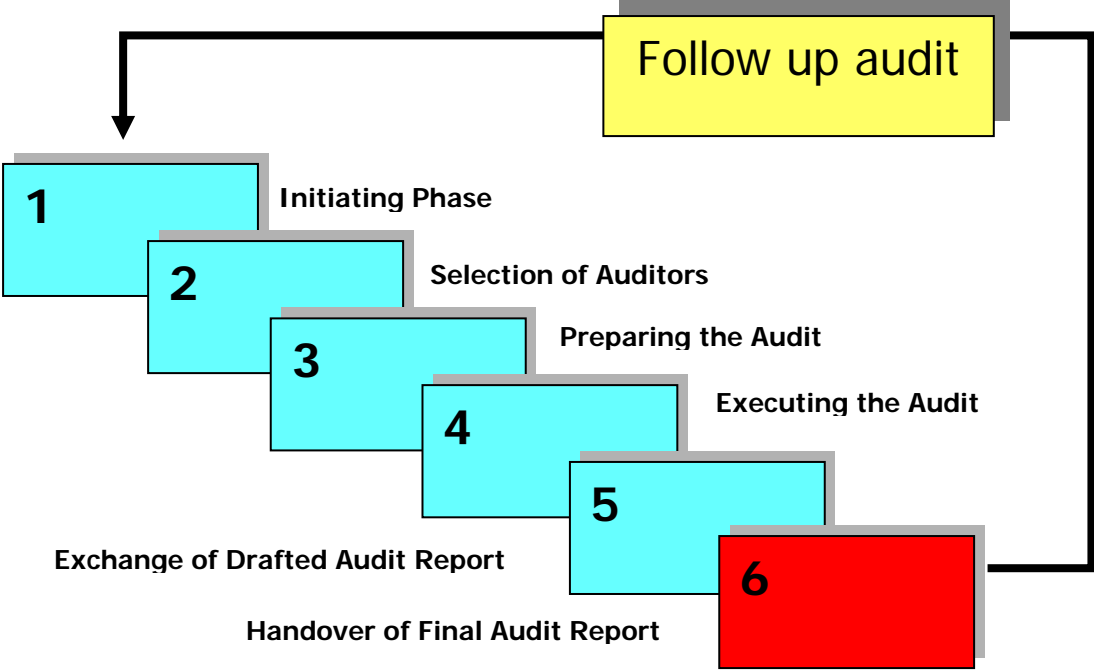 Follow up audit
1
Initiating Phase
2
Selection of Auditors
3
Preparing the Audit
4
Executing the Audit
5
Exchange of Drafted Audit Report
6
Handover of Final Audit Report